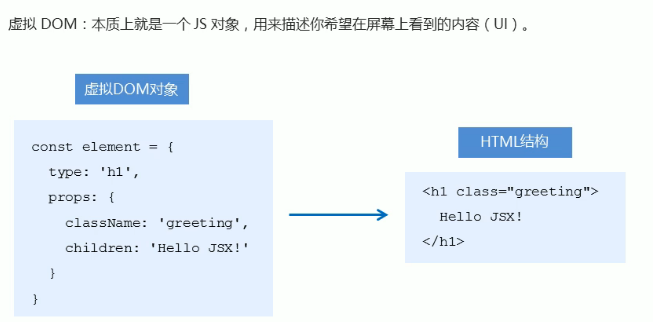 虚拟 DOM：本质上就是一个 JS 对象，用来描述你希望在屏幕上看到的内容（UI）。
虚拟DOM对象
const element = {
  type: 'h1',
  props: {
    className: 'greeting',
    children: 'Hello JSX!'
  }
}
HTML结构
<h1 class="greeting">
  Hello JSX!
</h1>